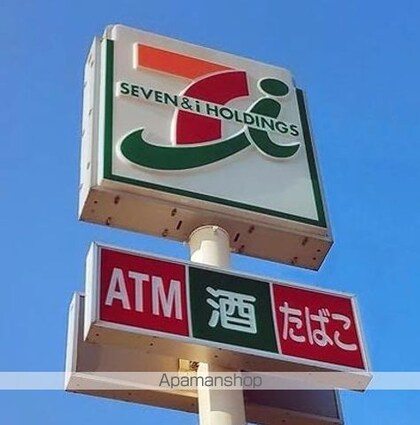 SEVEN & i HOLDINGS
ATM 酒 たばこ
Apamanshop